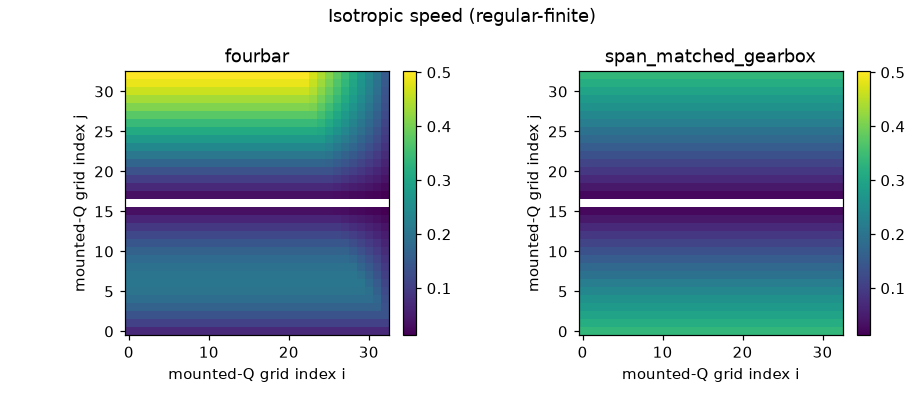 Isotropic speed (regular-finite)
fourbar
mounted-Q grid index j
30
25
20
15
10
5
0
0 10 20 30
mounted-Q grid index i
0.5
0.4
0.3
0.2
0.1
span_matched_gearbox
mounted-Q grid index j
30
25
20
15
10
5
0
0 10 20 30
mounted-Q grid index i
0.5
0.4
0.3
0.2
0.1